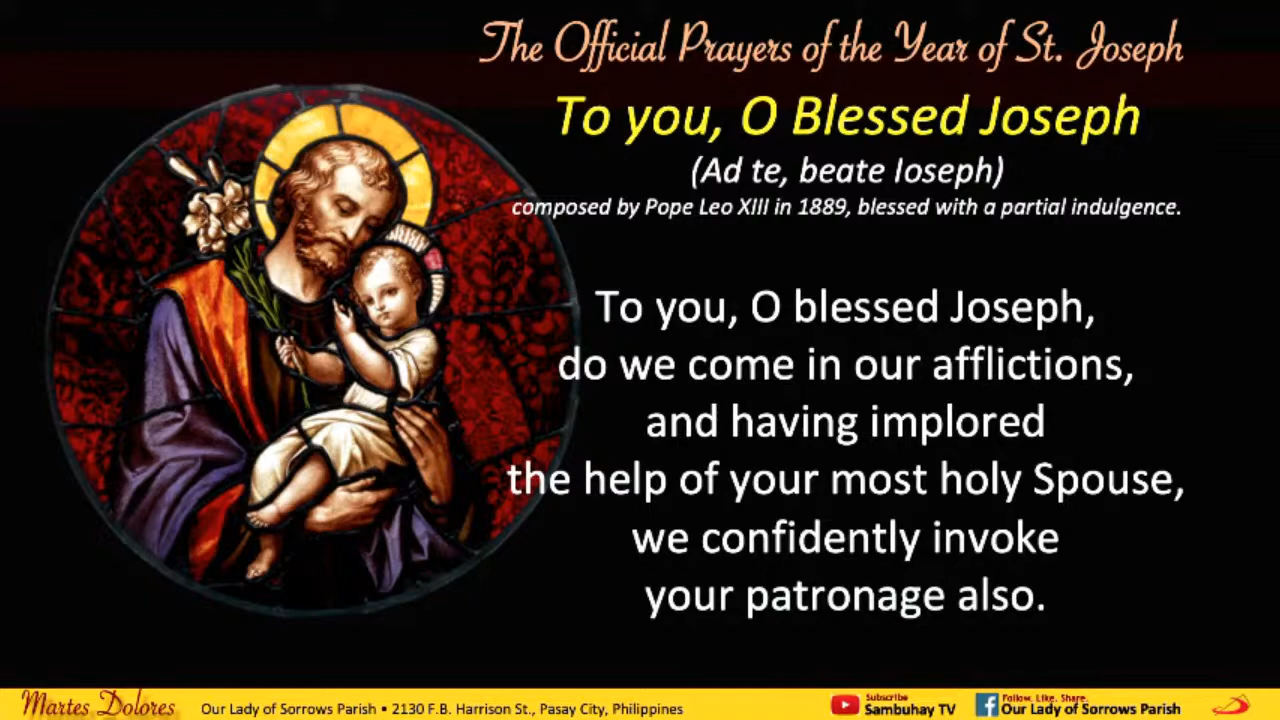 The Official Prayers of the Year of St. Joseph
To you, O Blessed Joseph
(Ad te, beate Ioseph)
composed by Pope Leo XIII in 1889, blessed with a partial indulgence.
To you, O blessed Joseph,
do we come in our afflictions,
and having implored
the help of your most holy Spouse,
we confidently invoke
your patronage also.
Martes Dolores
Our Lady of Sorrows Parish • 2130 F.B. Harrison St., Pasay City, Philippines
Subscribe
Sambuhay TV
Follow. Like. Share.
Our Lady of Sorrows Parish